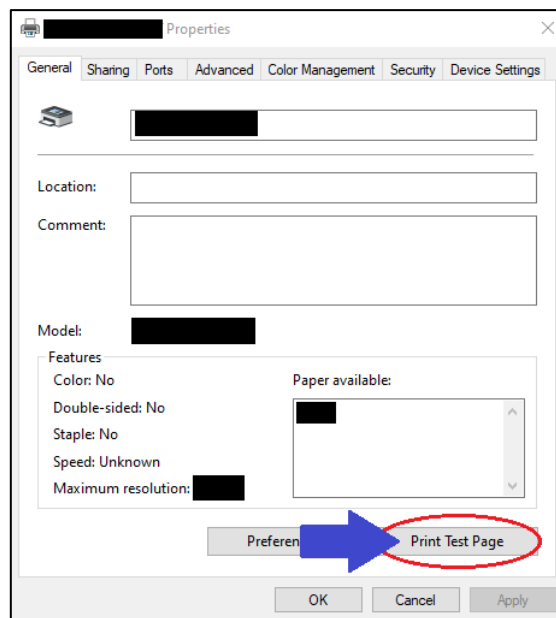 Properties
General Sharing Ports Advanced Color Management Security Device Settings
Location:
Comment:
Model:
Features
Color: No
Paper available:
Double-sided: No
Staple: No
Speed: Unknown
Maximum resolution:
Print Test Page
OK Cancel Apply